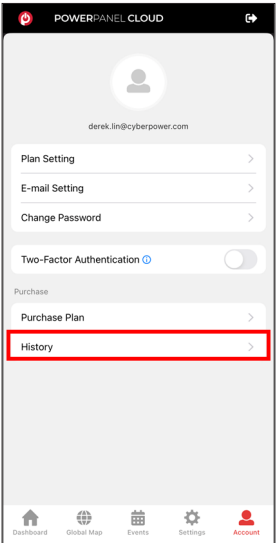 POWERPANEL CLOUD
derek.lin@cyberpower.com
Plan Setting
E-mail Setting
Change Password
Two-Factor Authentication
Purchase
Purchase Plan
History
Dashboard Global Map Events Settings Account